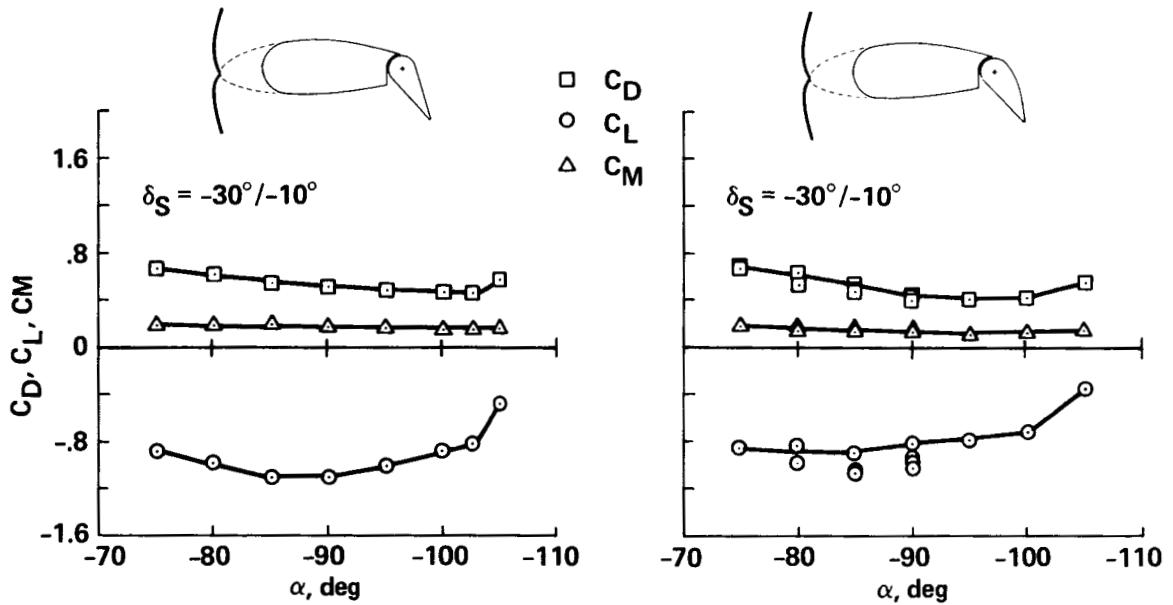 C_D
C_L
C_M
δ_S = –30°/–10°
1.6
.8
0
–.8
–1.6
C_D, C_L, CM
–70
–80
–90
–100
–110
α, deg
δ_S = –30°/–10°
–70
–80
–90
–100
–110
α, deg